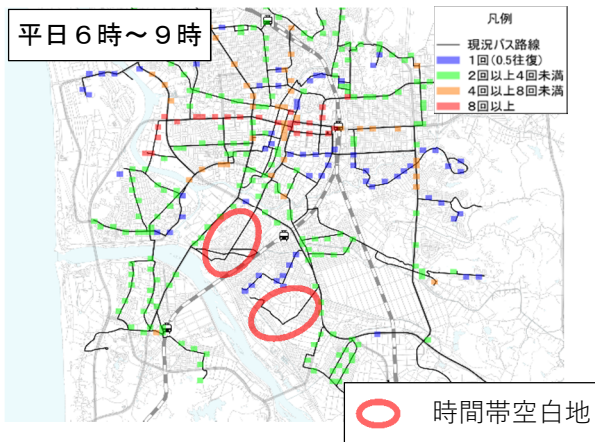 平日６時～９時
凡例
現況バス路線
1回(0.5往復)
2回以上4回未満
4回以上8回未満
8回以上
時間帯空白地